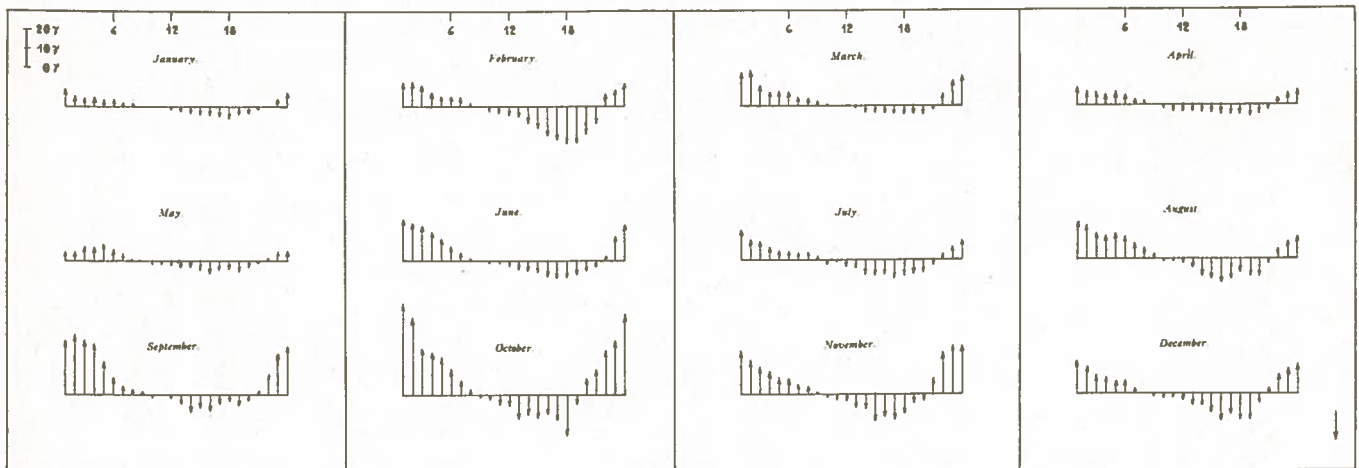 6 12 18 6 12 18 6 12 18 6 12 18
20γ
10γ
0γ
January. February. March. April.
May. June. July. August.
September. October. November. December.